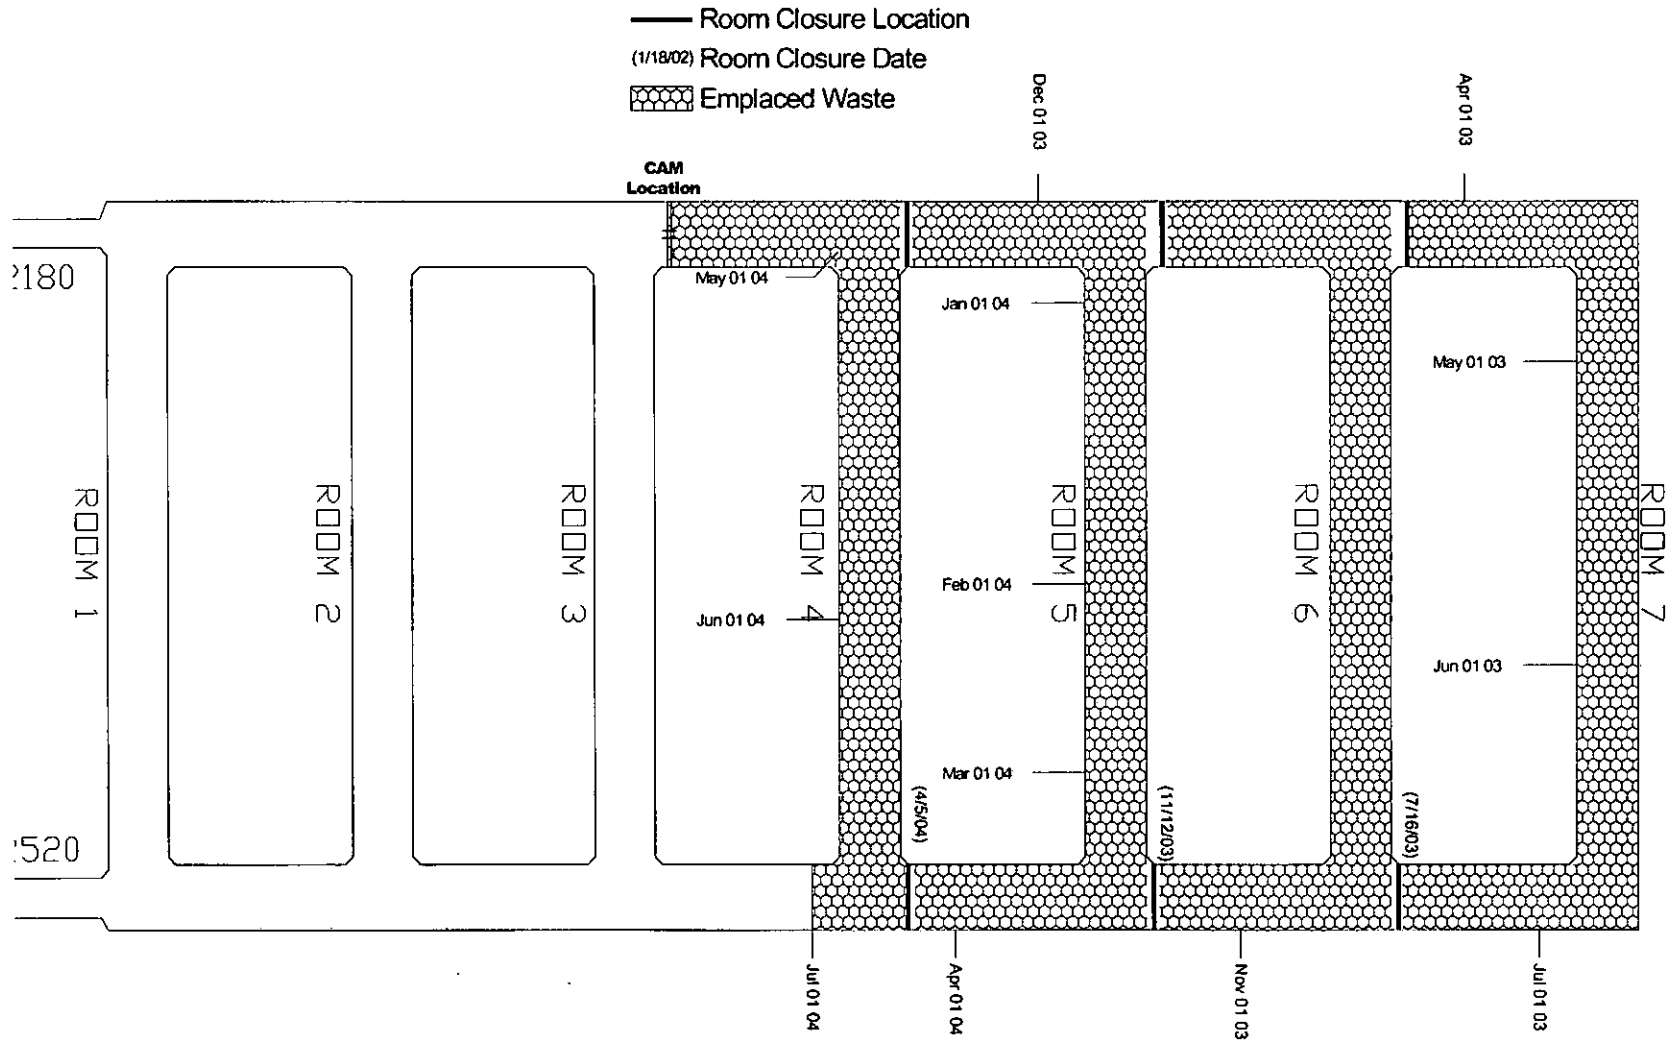 Room Closure Location
(1/18/02) Room Closure Date
Emplaced Waste
Dec 01 03
Apr 01 03
CAM
Location
2180
May 01 04
Jan 01 04
May 01 03
ROOM 1
ROOM 2
ROOM 3
ROOM 4
ROOM 5
ROOM 6
ROOM 7
Feb 01 04
Jun 01 04
Jun 01 03
Mar 01 04
(4/5/04)
(11/12/03)
(7/16/03)
2520
Jul 01 04
Apr 01 04
Nov 01 03
Jul 01 03